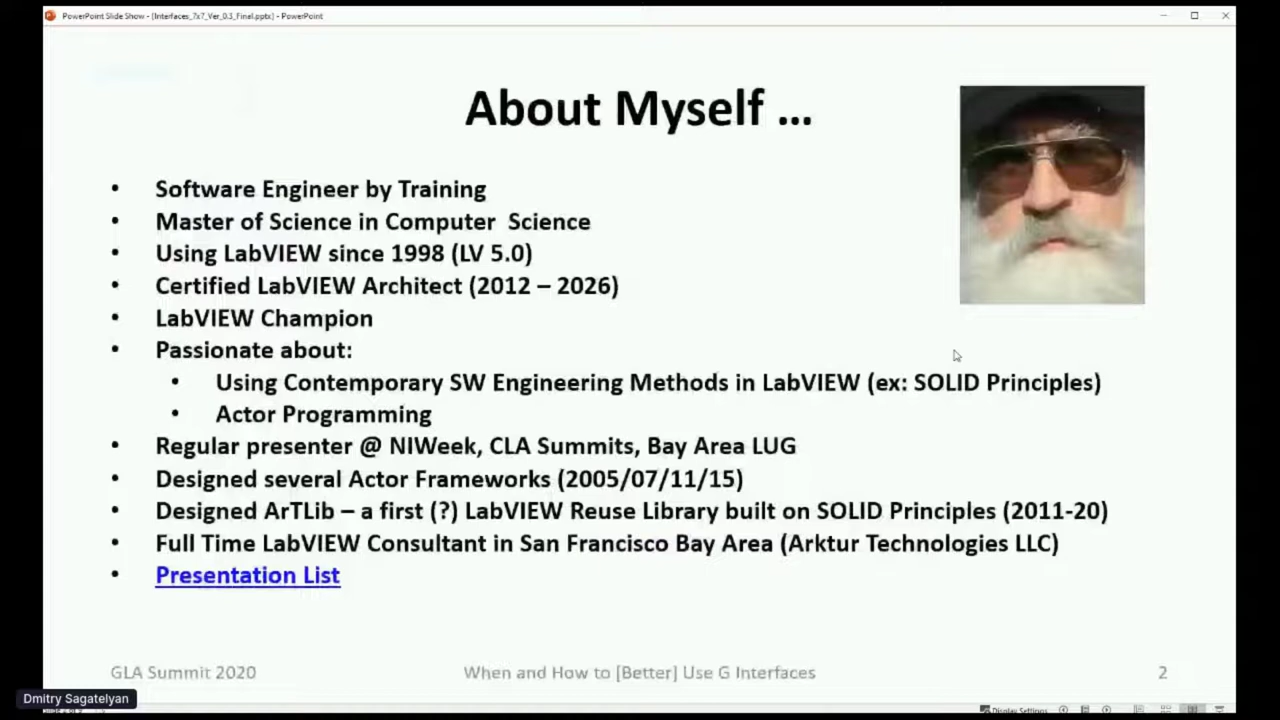 PowerPoint Slide Show - [Interfaces_7x7_Ver_0.3_Final.pptx] - PowerPoint
About Myself ...
• Software Engineer by Training
• Master of Science in Computer Science
• Using LabVIEW since 1998 (LV 5.0)
• Certified LabVIEW Architect (2012 – 2026)
• LabVIEW Champion
• Passionate about:
• Using Contemporary SW Engineering Methods in LabVIEW (ex: SOLID Principles)
• Actor Programming
• Regular presenter @ NIWeek, CLA Summits, Bay Area LUG
• Designed several Actor Frameworks (2005/07/11/15)
• Designed ArTLib – a first (?) LabVIEW Reuse Library built on SOLID Principles (2011-20)
• Full Time LabVIEW Consultant in San Francisco Bay Area (Arktur Technologies LLC)
• Presentation List
GLA Summit 2020 When and How to [Better] Use G Interfaces 2
Dmitry Sagatelyan
Display Settings